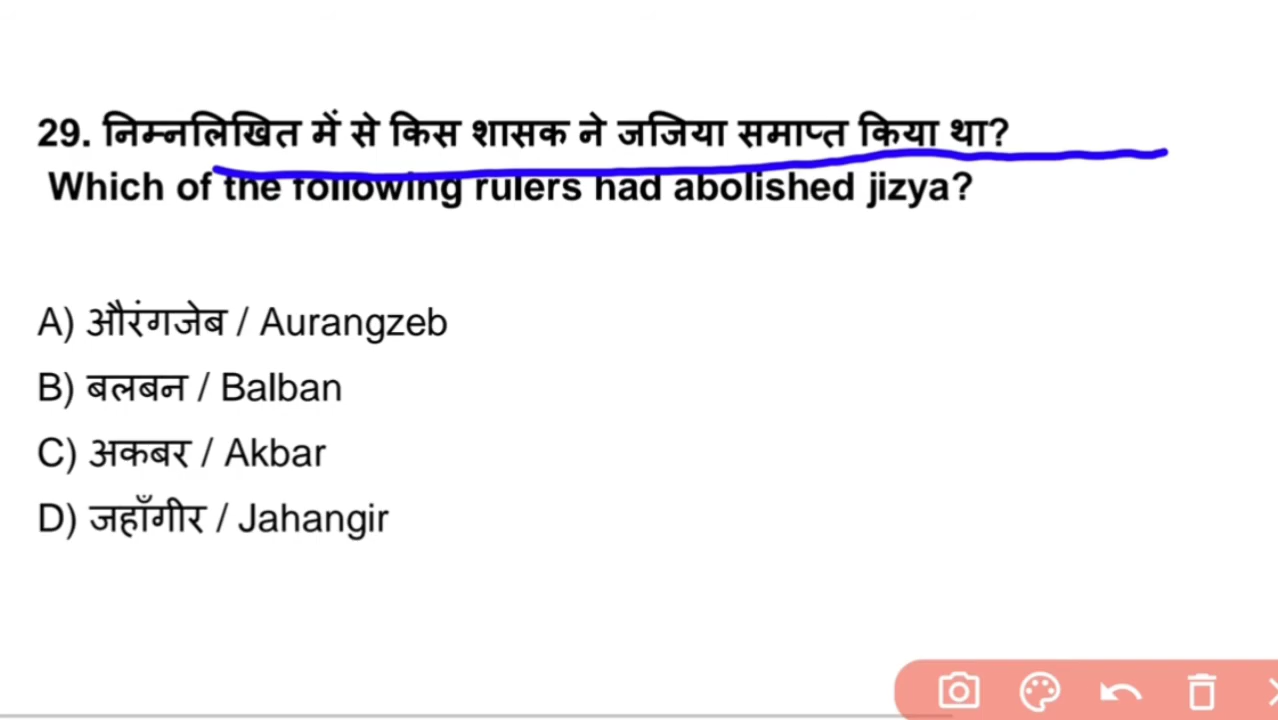 29. निम्नलिखित में से किस शासक ने जजिया समाप्त किया था?
Which of the following rulers had abolished jizya?
A) औरंगजेब / Aurangzeb
B) बलबन / Balban
C) अकबर / Akbar
D) जहाँगीर / Jahangir